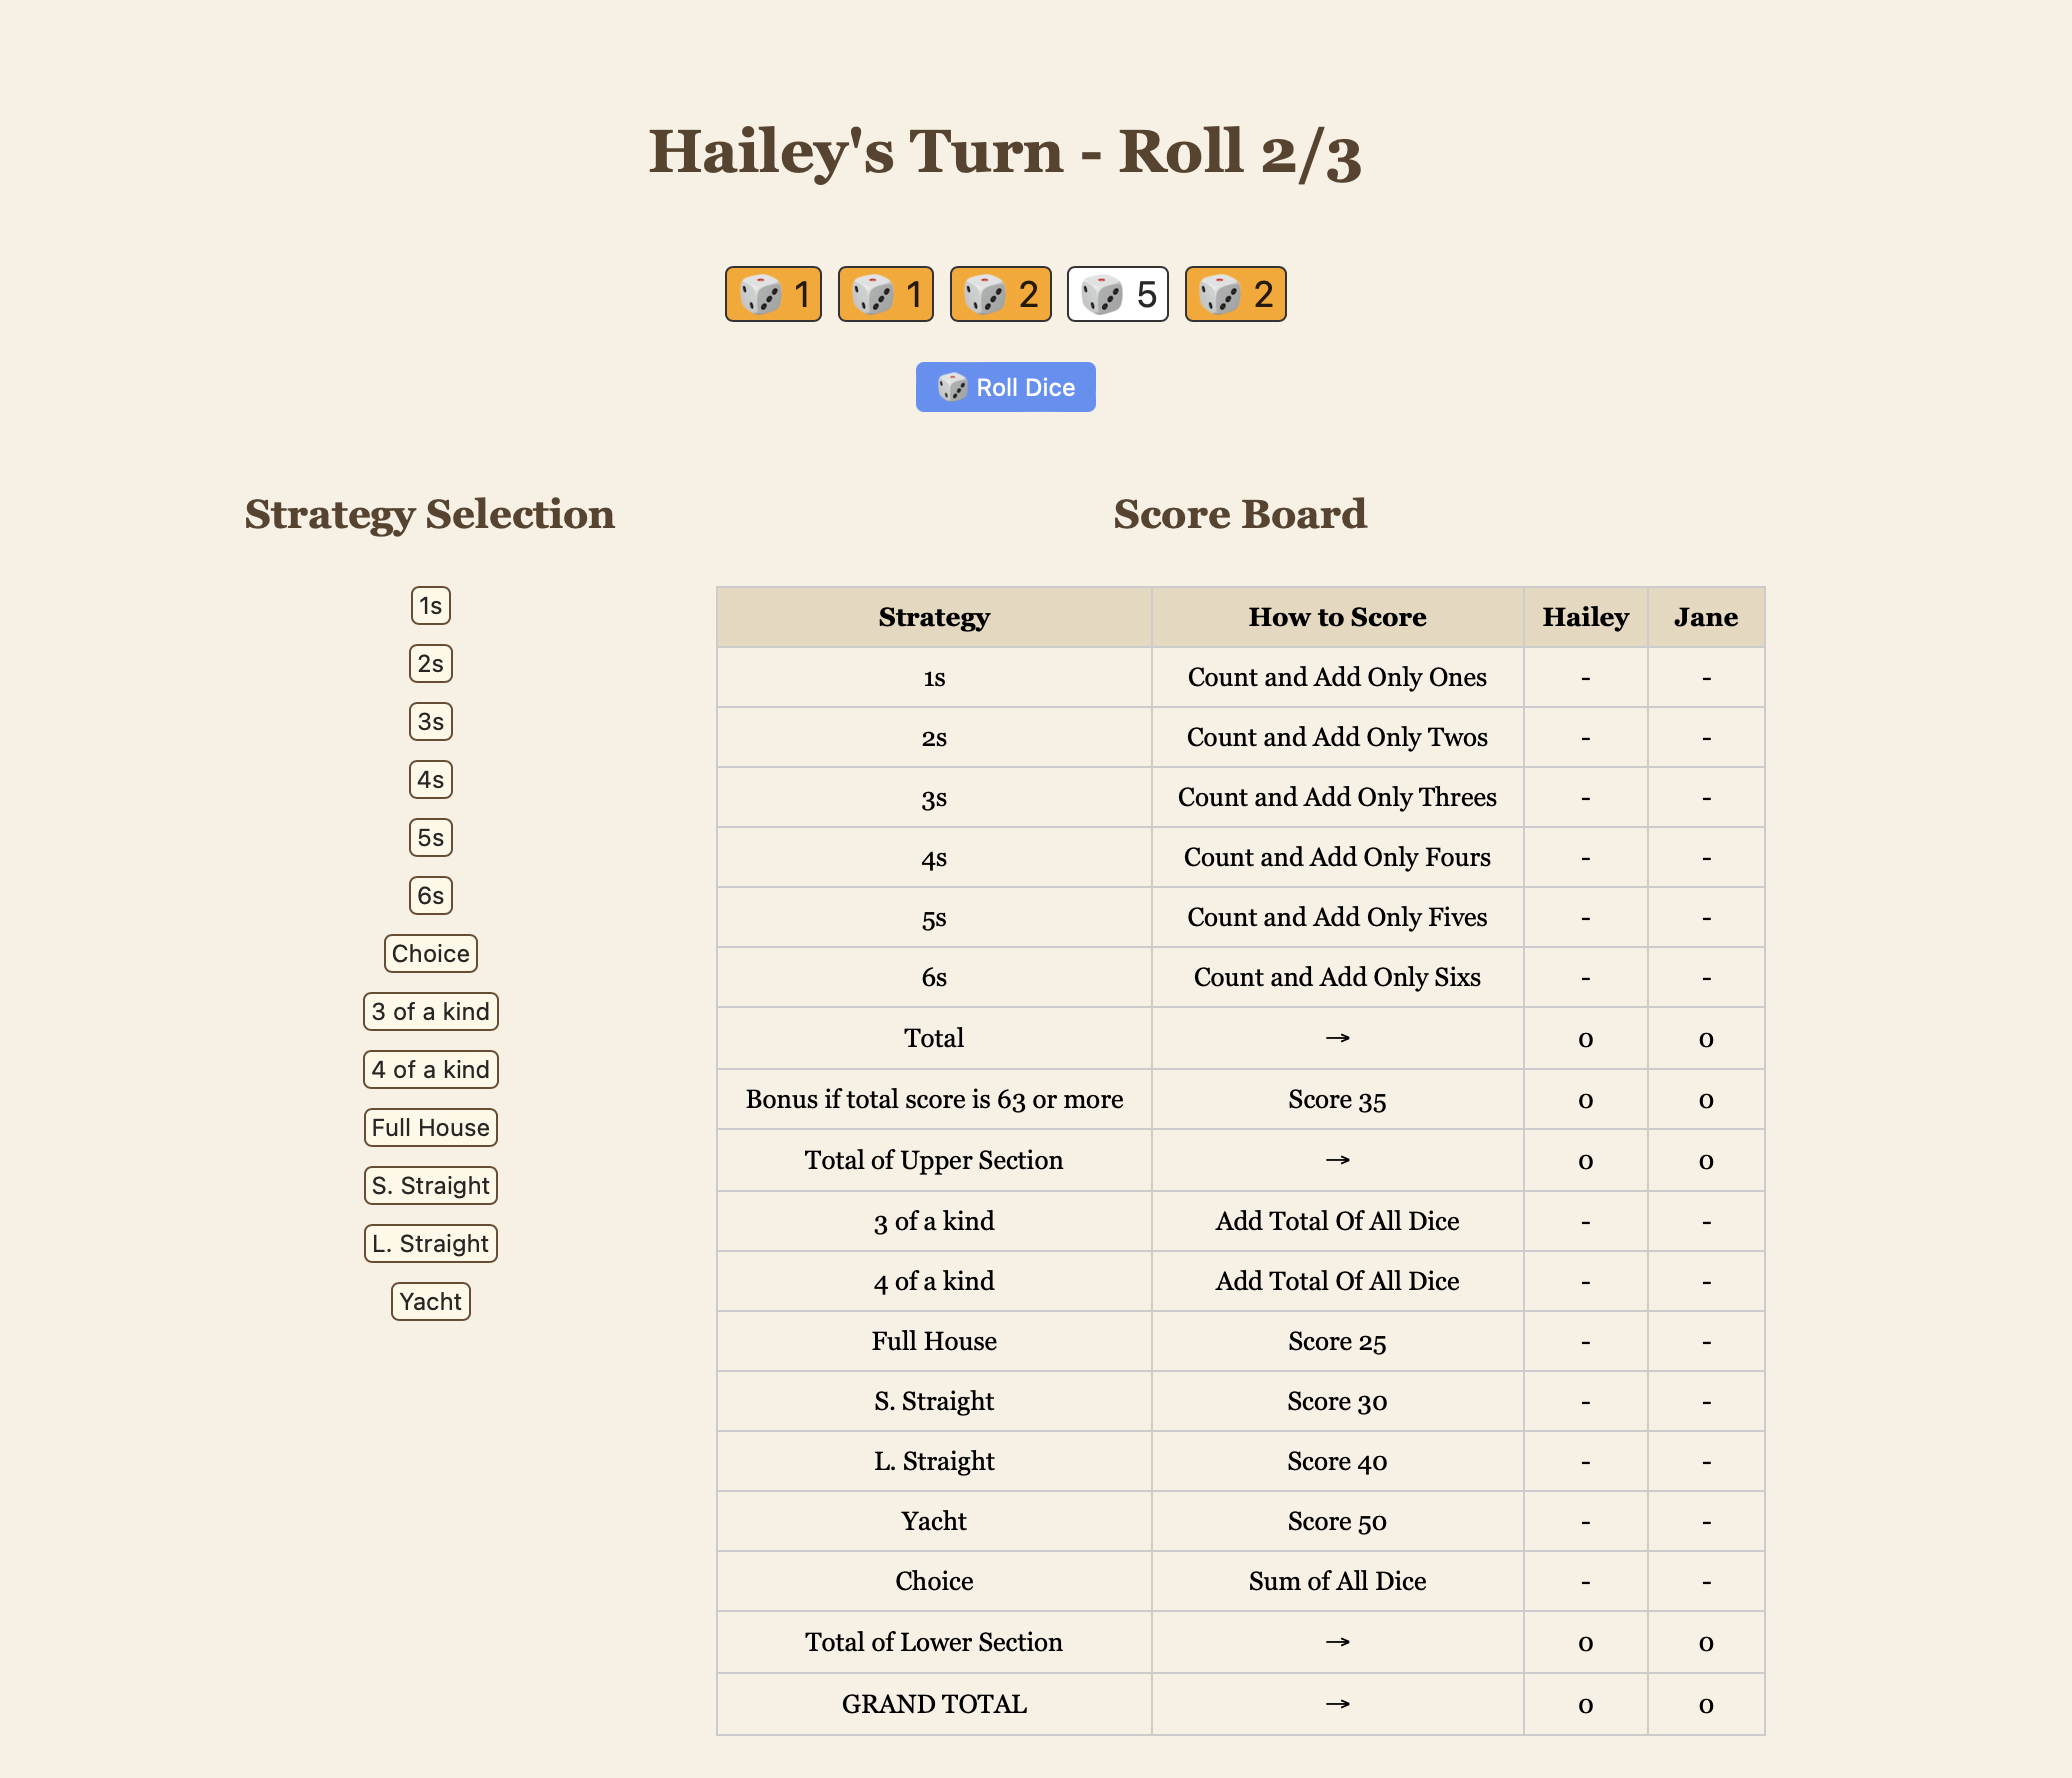 Hailey's Turn - Roll 2/3
1 1 2 5 2
Roll Dice
Strategy Selection
1s
2s
3s
4s
5s
6s
Choice
3 of a kind
4 of a kind
Full House
S. Straight
L. Straight
Yacht
Score Board
Strategy How to Score Hailey Jane
1s Count and Add Only Ones - -
2s Count and Add Only Twos - -
3s Count and Add Only Threes - -
4s Count and Add Only Fours - -
5s Count and Add Only Fives - -
6s Count and Add Only Sixs - -
Total → 0 0
Bonus if total score is 63 or more Score 35 0 0
Total of Upper Section → 0 0
3 of a kind Add Total Of All Dice - -
4 of a kind Add Total Of All Dice - -
Full House Score 25 - -
S. Straight Score 30 - -
L. Straight Score 40 - -
Yacht Score 50 - -
Choice Sum of All Dice - -
Total of Lower Section → 0 0
GRAND TOTAL → 0 0